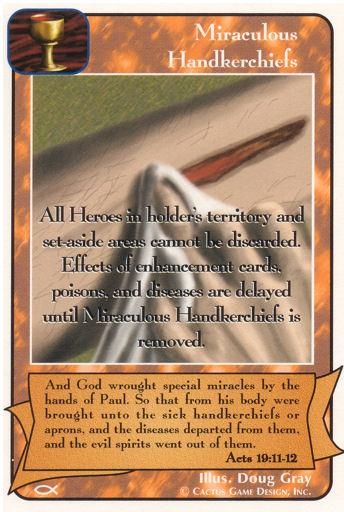 Miraculous
Handkerchiefs
All Heroes in holder's territory and
set-aside areas cannot be discarded.
Effects of enhancement cards,
poisons, and diseases are delayed
until Miraculous Handkerchiefs is
removed.
And God wrought special miracles by the
hands of Paul. So that from his body were
brought unto the sick handkerchiefs or
aprons, and the diseases departed from them,
and the evil spirits went out of them.
Acts 19:11-12
Illus. Doug Gray
© Cactus Game Design, Inc.